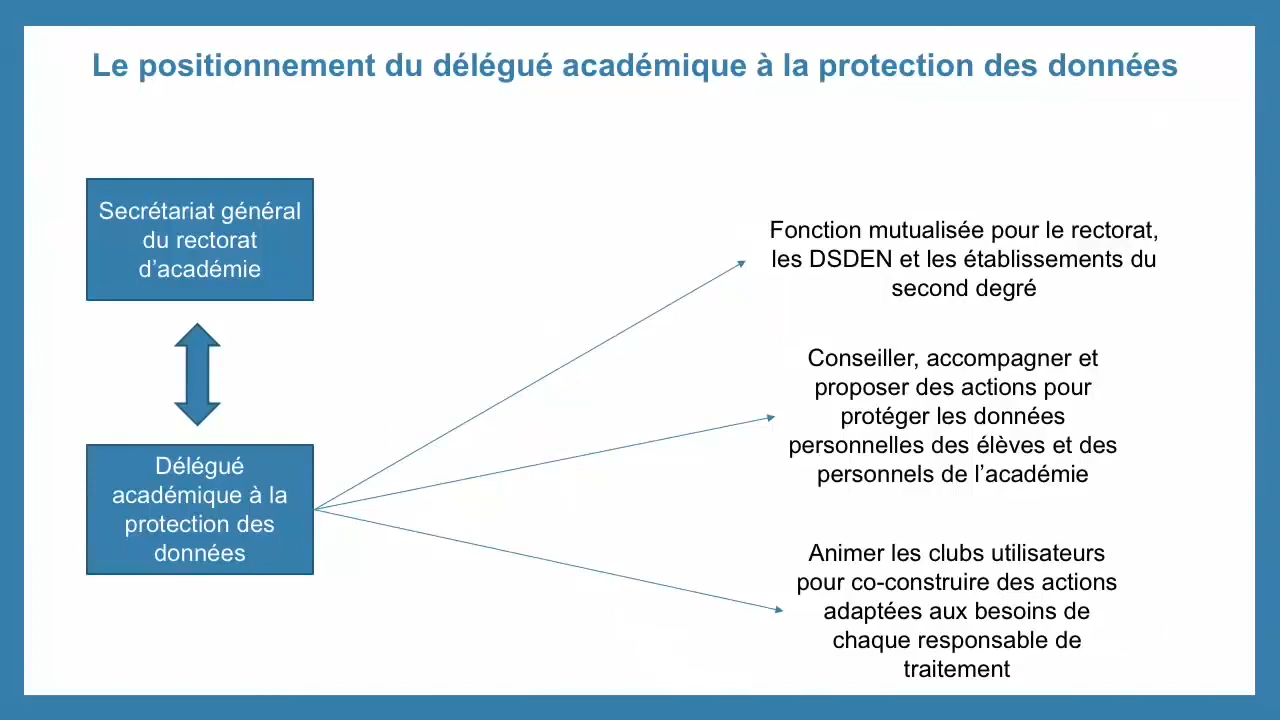 Le positionnement du délégué académique à la protection des données
Secrétariat général
du rectorat
d’académie
Délégué
académique à la
protection des
données
Fonction mutualisée pour le rectorat,
les DSDEN et les établissements du
second degré
Conseiller, accompagner et
proposer des actions pour
protéger les données
personnelles des élèves et des
personnels de l’académie
Animer les clubs utilisateurs
pour co-construire des actions
adaptées aux besoins de
chaque responsable de
traitement